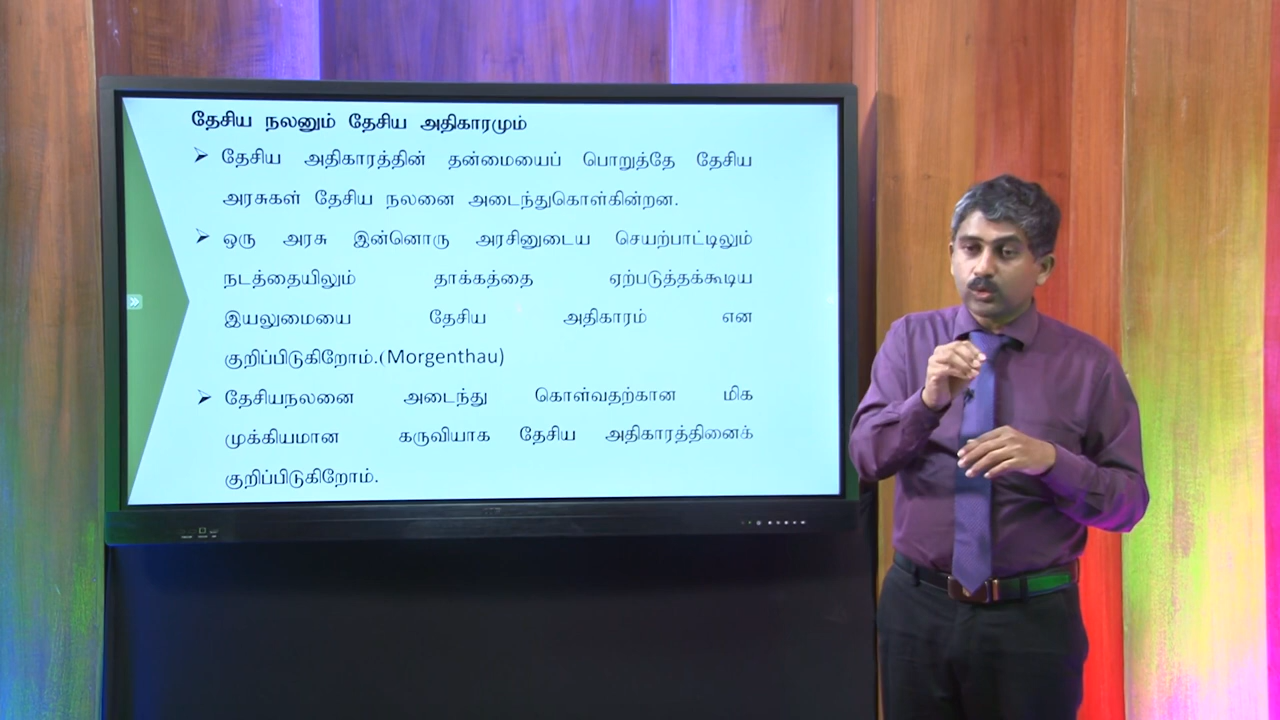 தேசிய நலனும் தேசிய அதிகாரமும்
➢ தேசிய அதிகாரத்தின் தன்மையைப் பொறுத்தே தேசிய
அரசுகள் தேசிய நலனை அடைந்துகொள்கின்றன.
➢ ஒரு அரசு இன்னொரு அரசினுடைய செயற்பாட்டிலும்
நடத்தையிலும் தாக்கத்தை ஏற்படுத்தக்கூடிய
இயலுமையை தேசிய அதிகாரம் என
குறிப்பிடுகிறோம்.(Morgenthau)
➢ தேசியநலனை அடைந்து கொள்வதற்கான மிக
முக்கியமான கருவியாக தேசிய அதிகாரத்தினைக்
குறிப்பிடுகிறோம்.